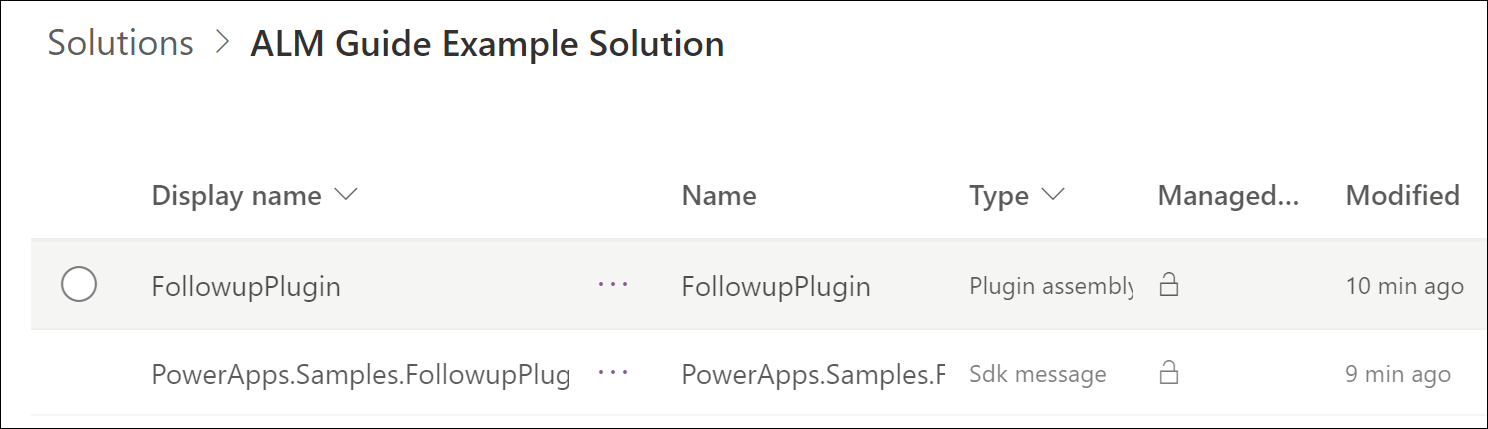 Solutions > ALM Guide Example Solution
Display name Name Type Managed... Modified
FollowupPlugin ... FollowupPlugin Plugin assembly 10 min ago
PowerApps.Samples.FollowupPlug ... PowerApps.Samples.F Sdk message 9 min ago